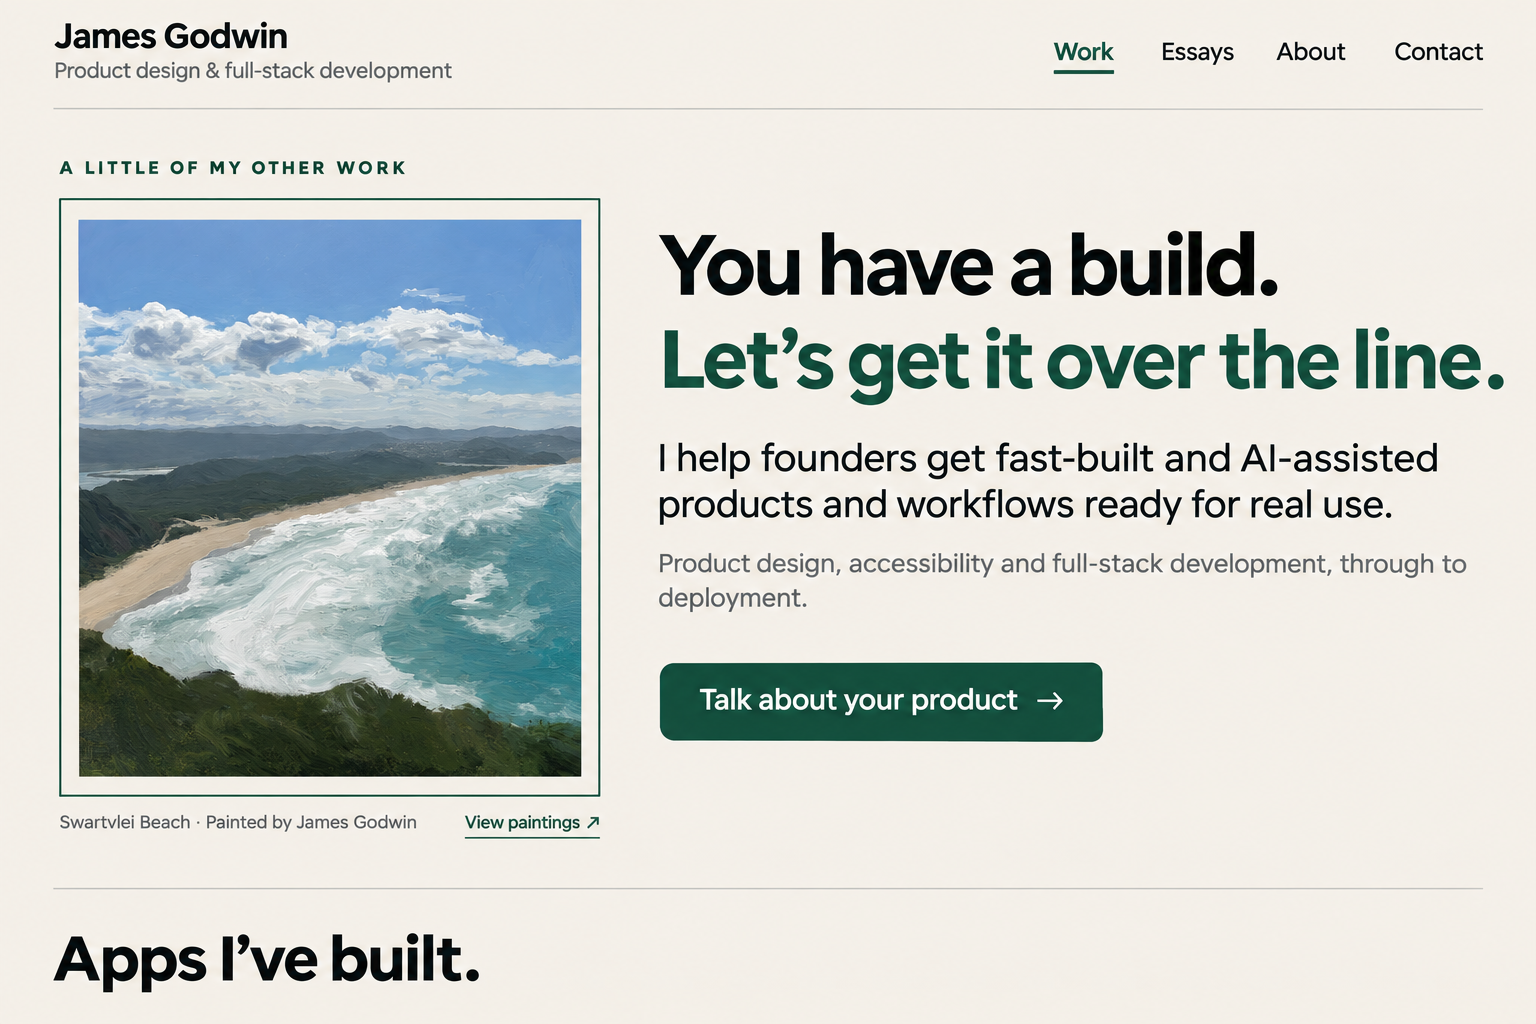 James Godwin
Product design & full-stack development
Work
Essays
About
Contact
A LITTLE OF MY OTHER WORK
You have a build.
Let’s get it over the line.
I help founders get fast-built and AI-assisted
products and workflows ready for real use.
Product design, accessibility and full-stack development, through to
deployment.
Talk about your product →
Swartvlei Beach · Painted by James Godwin
View paintings ↗
Apps I’ve built.